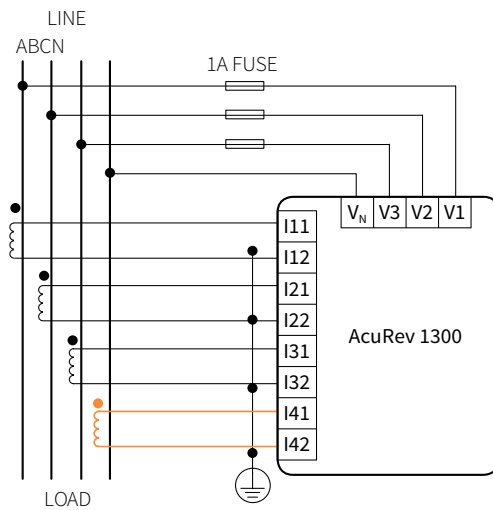 LINE
ABCN
1A FUSE
VN V3 V2 V1
I11
I12
I21
I22
I31
I32
I41
I42
AcuRev 1300
LOAD